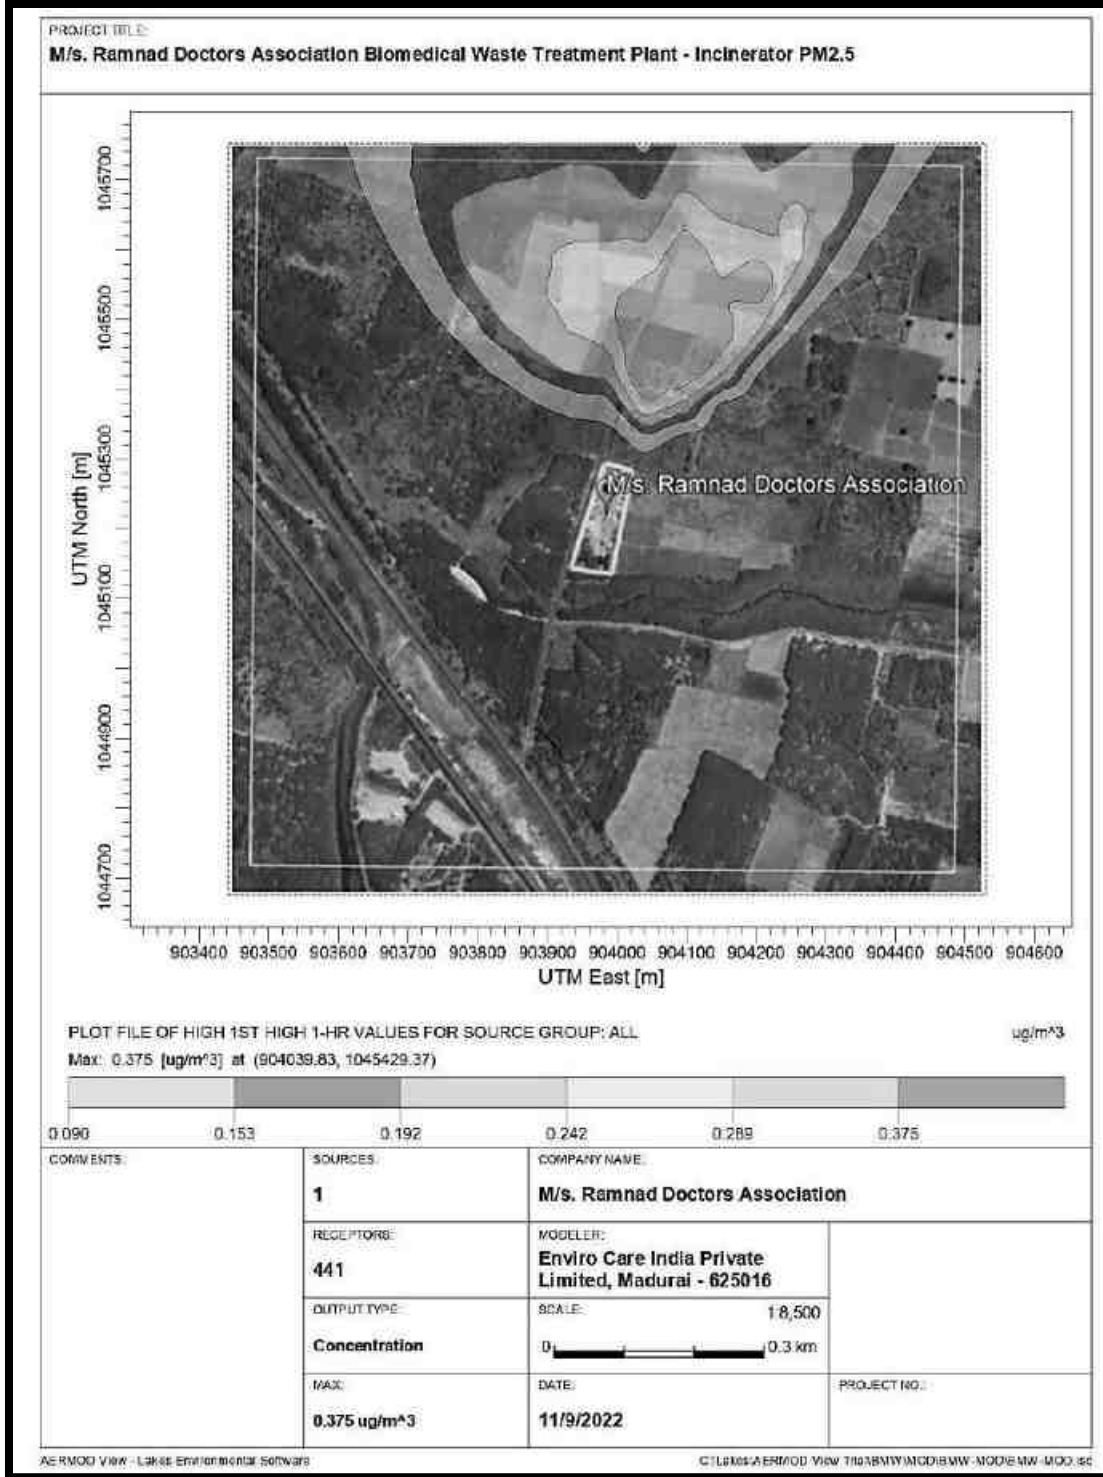 PROJECT TITLE:
M/s. Ramnad Doctors Association Biomedical Waste Treatment Plant - Incinerator PM2.5
1045700
1045500
1045300
1045100
1044900
1044700
UTM North [m]
M/s. Ramnad Doctors Association
903400 903500 903600 903700 903800 903900 904000 904100 904200 904300 904400 904500 904600
UTM East [m]
PLOT FILE OF HIGH 1ST HIGH 1-HR VALUES FOR SOURCE GROUP: ALL
ug/m^3
Max: 0.375 [ug/m^3] at (904039.83, 1045429.37)
0.090 0.153 0.192 0.242 0.289 0.375
COMMENTS:
SOURCES:
1
COMPANY NAME:
M/s. Ramnad Doctors Association
RECEPTORS:
441
MODELER:
Enviro Care India Private
Limited, Madurai - 625016
OUTPUT TYPE:
Concentration
SCALE:
1:8,500
0 0.3 km
MAX:
0.375 ug/m^3
DATE:
11/9/2022
PROJECT NO.:
AERMOD View - Lakes Environmental Software